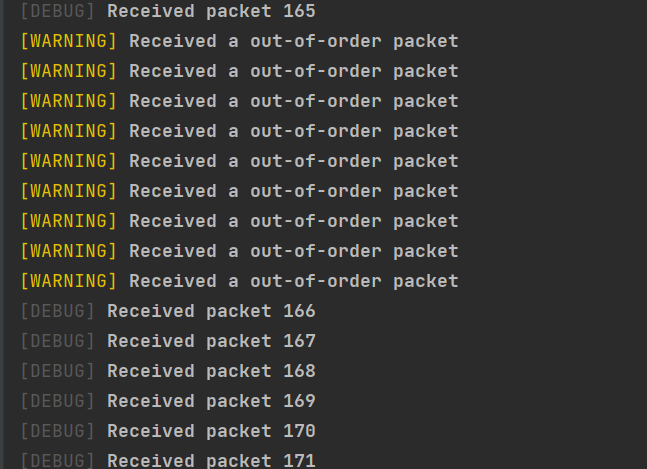 [DEBUG] Received packet 165
[WARNING] Received a out-of-order packet
[WARNING] Received a out-of-order packet
[WARNING] Received a out-of-order packet
[WARNING] Received a out-of-order packet
[WARNING] Received a out-of-order packet
[WARNING] Received a out-of-order packet
[WARNING] Received a out-of-order packet
[WARNING] Received a out-of-order packet
[WARNING] Received a out-of-order packet
[DEBUG] Received packet 166
[DEBUG] Received packet 167
[DEBUG] Received packet 168
[DEBUG] Received packet 169
[DEBUG] Received packet 170
[DEBUG] Received packet 171